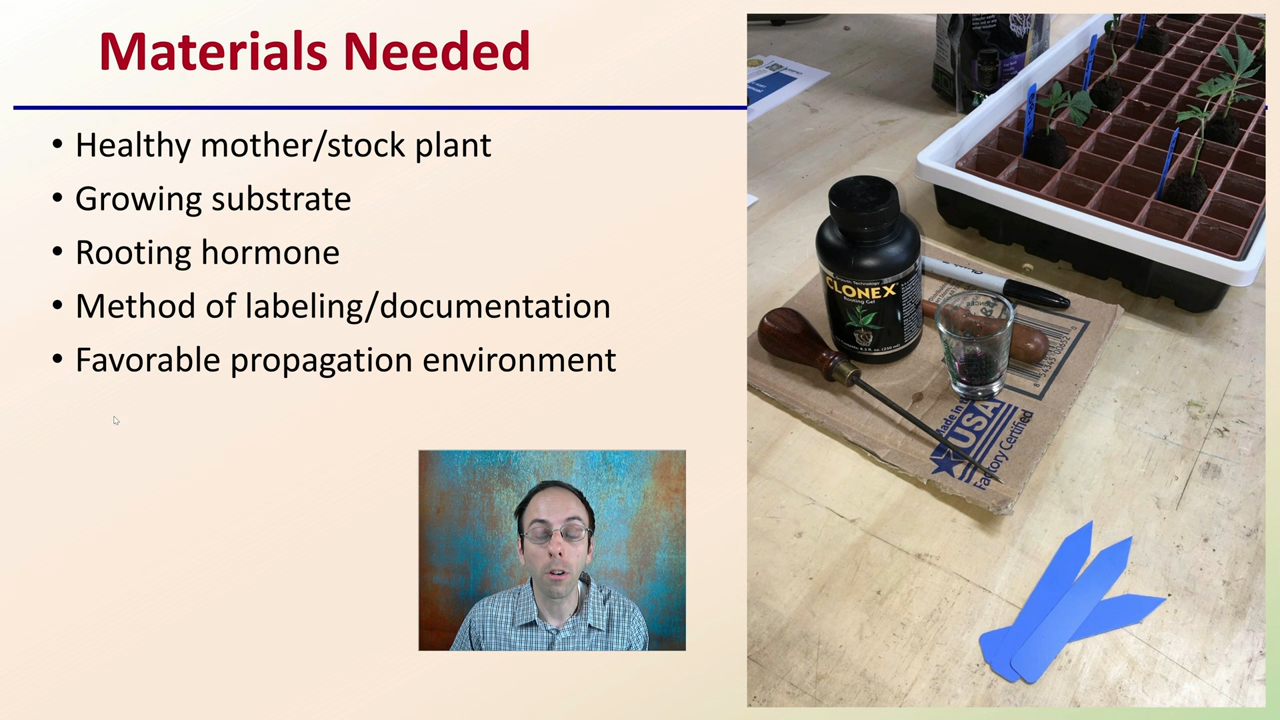 Materials Needed
• Healthy mother/stock plant
• Growing substrate
• Rooting hormone
• Method of labeling/documentation
• Favorable propagation environment
CLONEX
Rooting Gel
Made in the
USA
Factory Certified